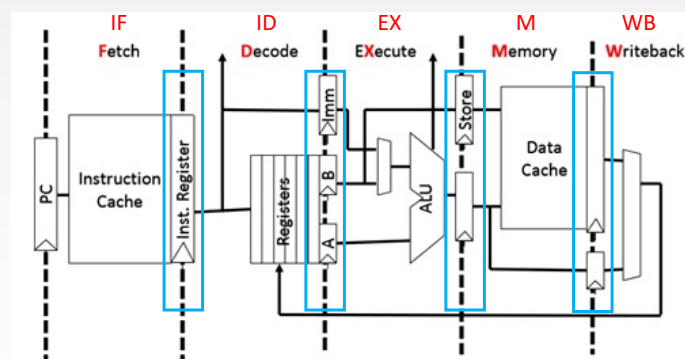 IF
ID
EX
M
WB
Fetch
Decode
EXecute
Memory
Writeback
PC
Instruction
Cache
Inst. Register
Registers
Imm
B
A
ALU
Store
Data
Cache